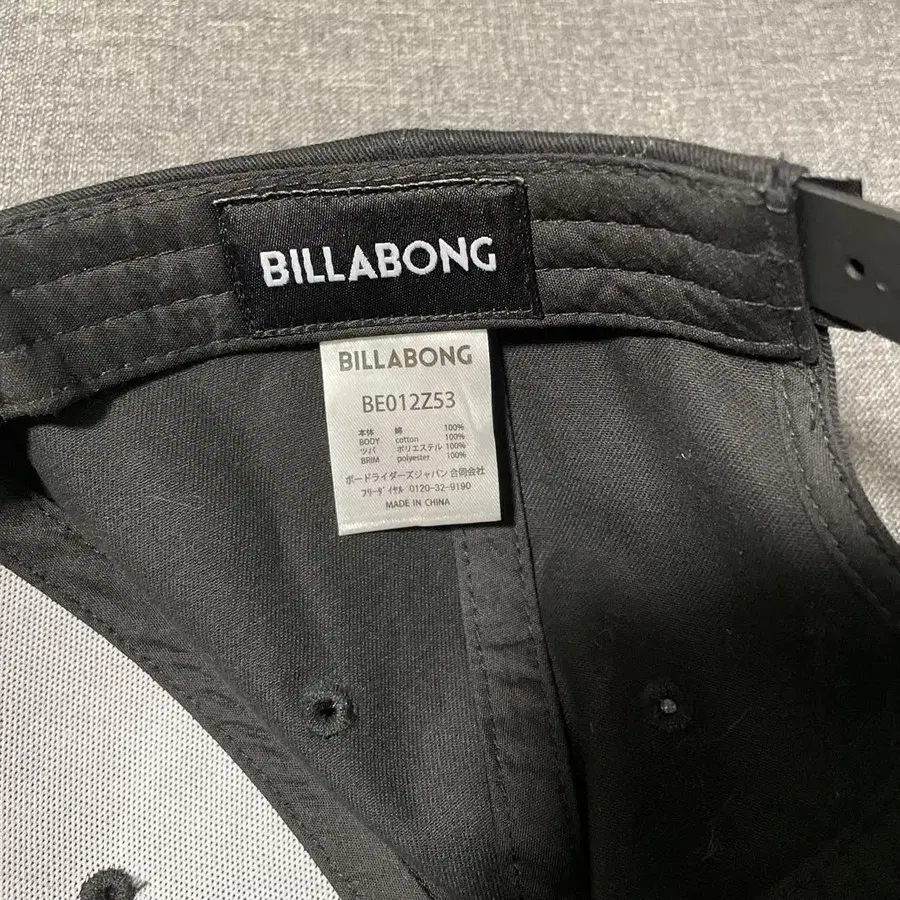 BILLABONG
BILLABONG
BE012Z53
本体 綿 100%
BODY cotton 100%
ツバ ポリエステル 100%
BRIM polyester 100%
ボードライダーズジャパン 合同会社
フリーダイヤル 0120-32-9190
MADE IN CHINA